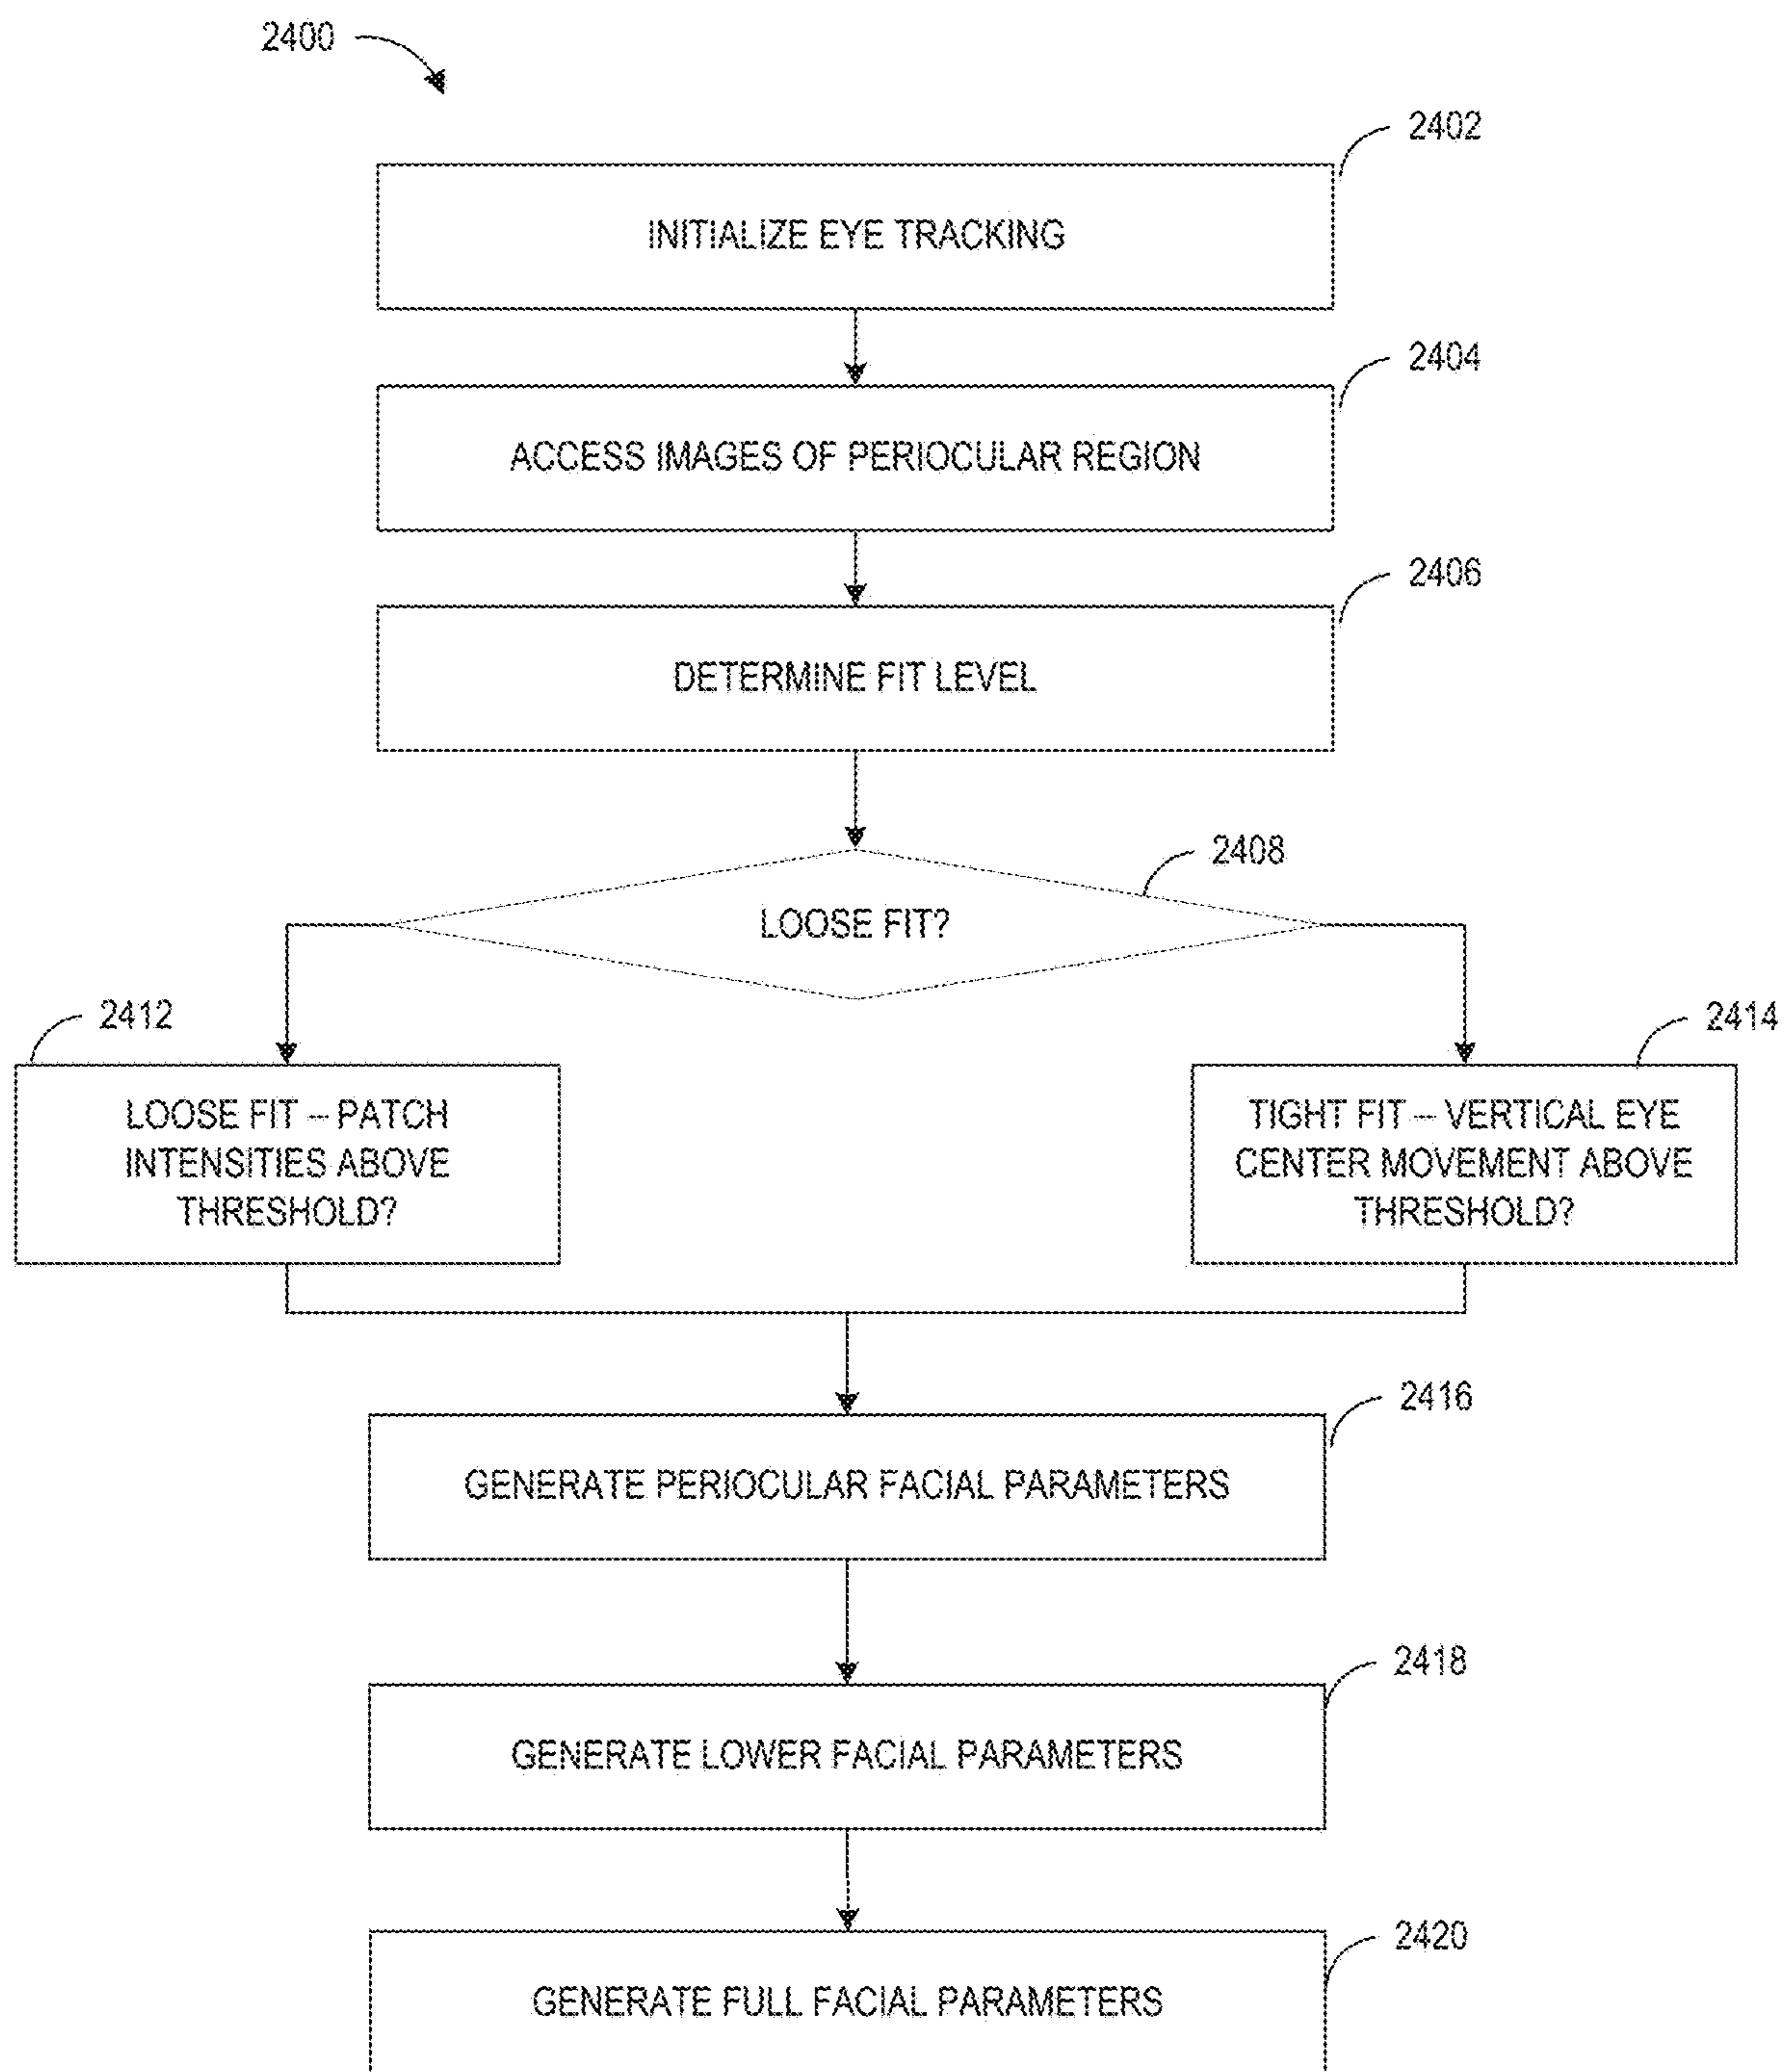 2400
2402
INITIALIZE EYE TRACKING
2404
ACCESS IMAGES OF PERIOCULAR REGION
2406
DETERMINE FIT LEVEL
2408
LOOSE FIT?
2412
LOOSE FIT – PATCH
INTENSITIES ABOVE
THRESHOLD?
2414
TIGHT FIT – VERTICAL EYE
CENTER MOVEMENT ABOVE
THRESHOLD?
2416
GENERATE PERIOCULAR FACIAL PARAMETERS
2418
GENERATE LOWER FACIAL PARAMETERS
2420
GENERATE FULL FACIAL PARAMETERS